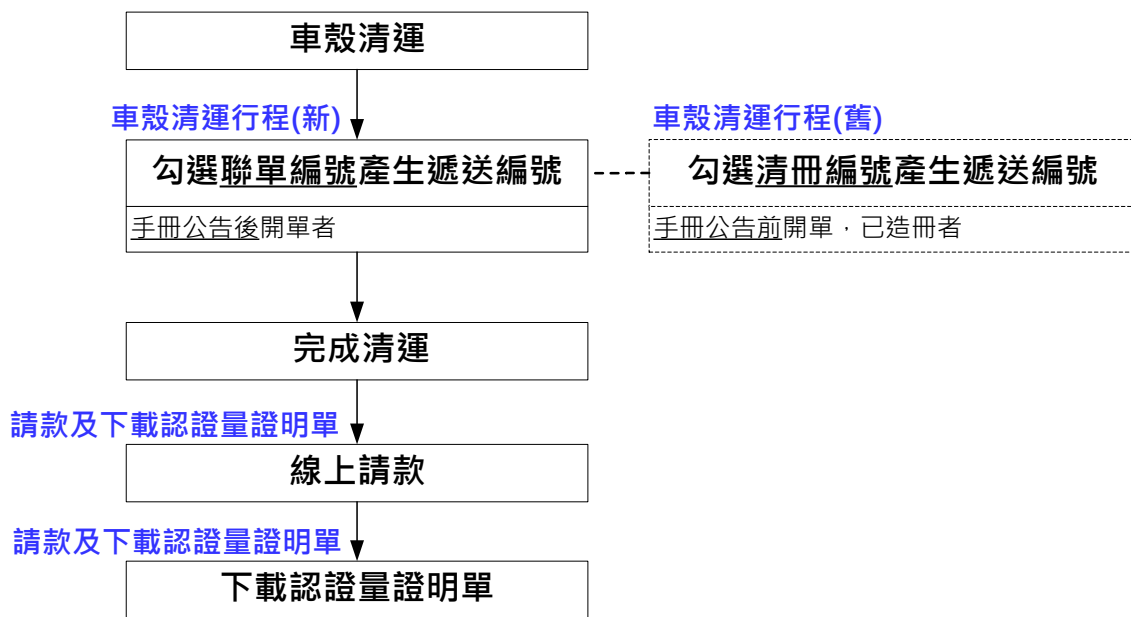 車殼清運
車殼清運行程(新)
車殼清運行程(舊)
勾選聯單編號產生遞送編號
勾選清冊編號產生遞送編號
手冊公告後開單者
手冊公告前開單，已造冊者
完成清運
請款及下載認證量證明單
線上請款
請款及下載認證量證明單
下載認證量證明單